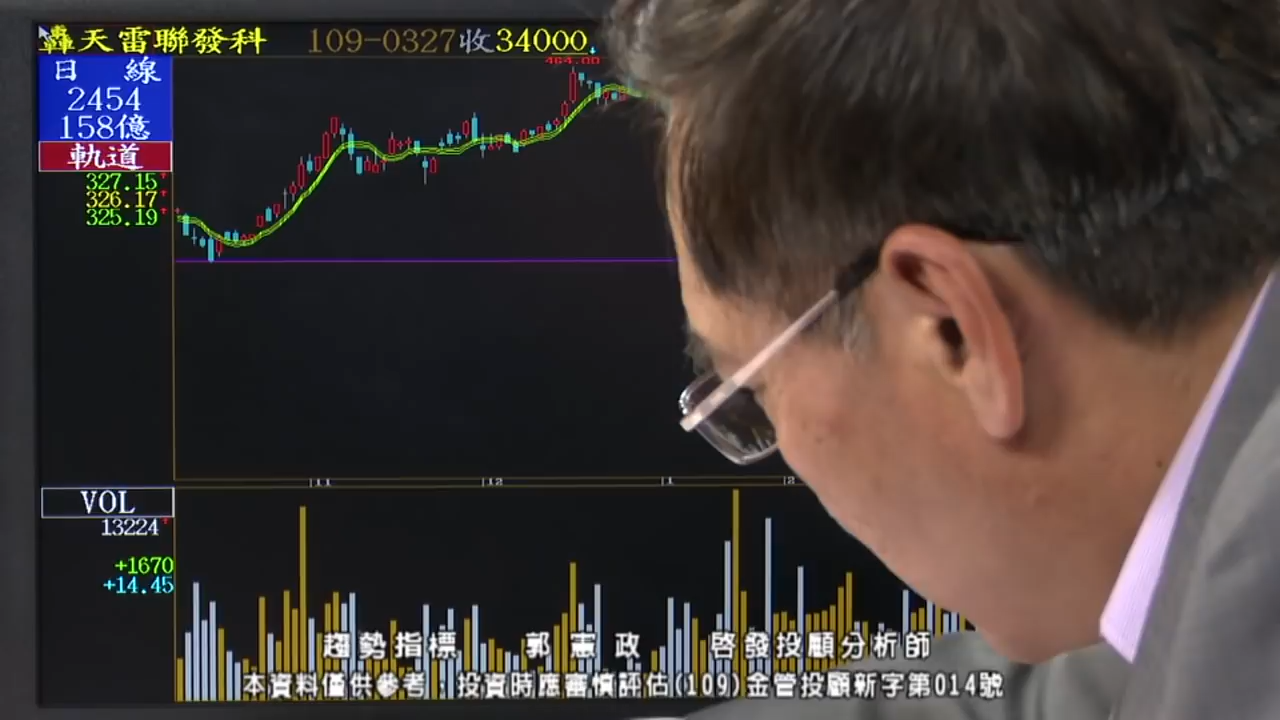 轟天雷聯發科 109-0327收34000
464.00
日 線
2454
158億
軌道
327.15
326.17
325.19
11 12 1 2
VOL
13224
+1670
+14.45
趨勢指標 郭憲政 啓發投顧分析師
本資料僅供參考，投資時應審慎評估(109)金管投顧新字第014號